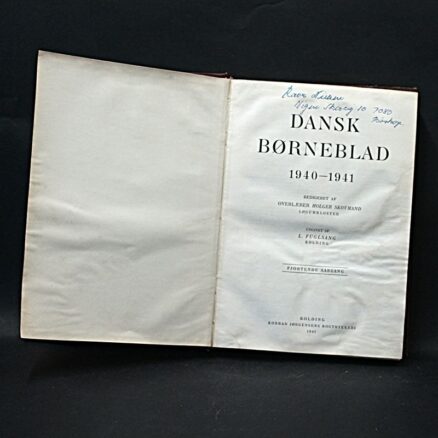 7080
DANSK
BØRNEBLAD
1940-1941
REDIGERET AF
OVERLÆRER HOLGER SKOVMAND
LØGUMKLOSTER
UDGIVET AF
L. FUGLSANG
KOLDING
FJORTENDE AARGANG
KOLDING
KONRAD JØRGENSENS BOGTRYKKERI
1941